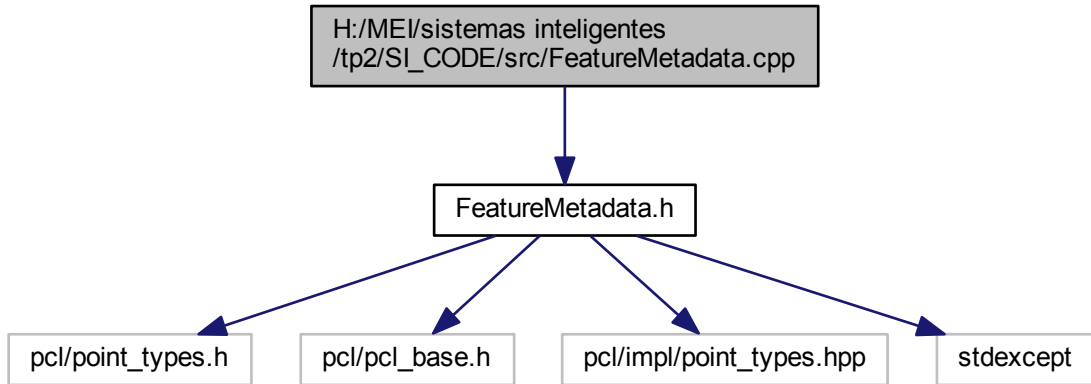 H:/MEI/sistemas inteligentes
/tp2/SI_CODE/src/FeatureMetadata.cpp
FeatureMetadata.h
pcl/point_types.h
pcl/pcl_base.h
pcl/impl/point_types.hpp
stdexcept